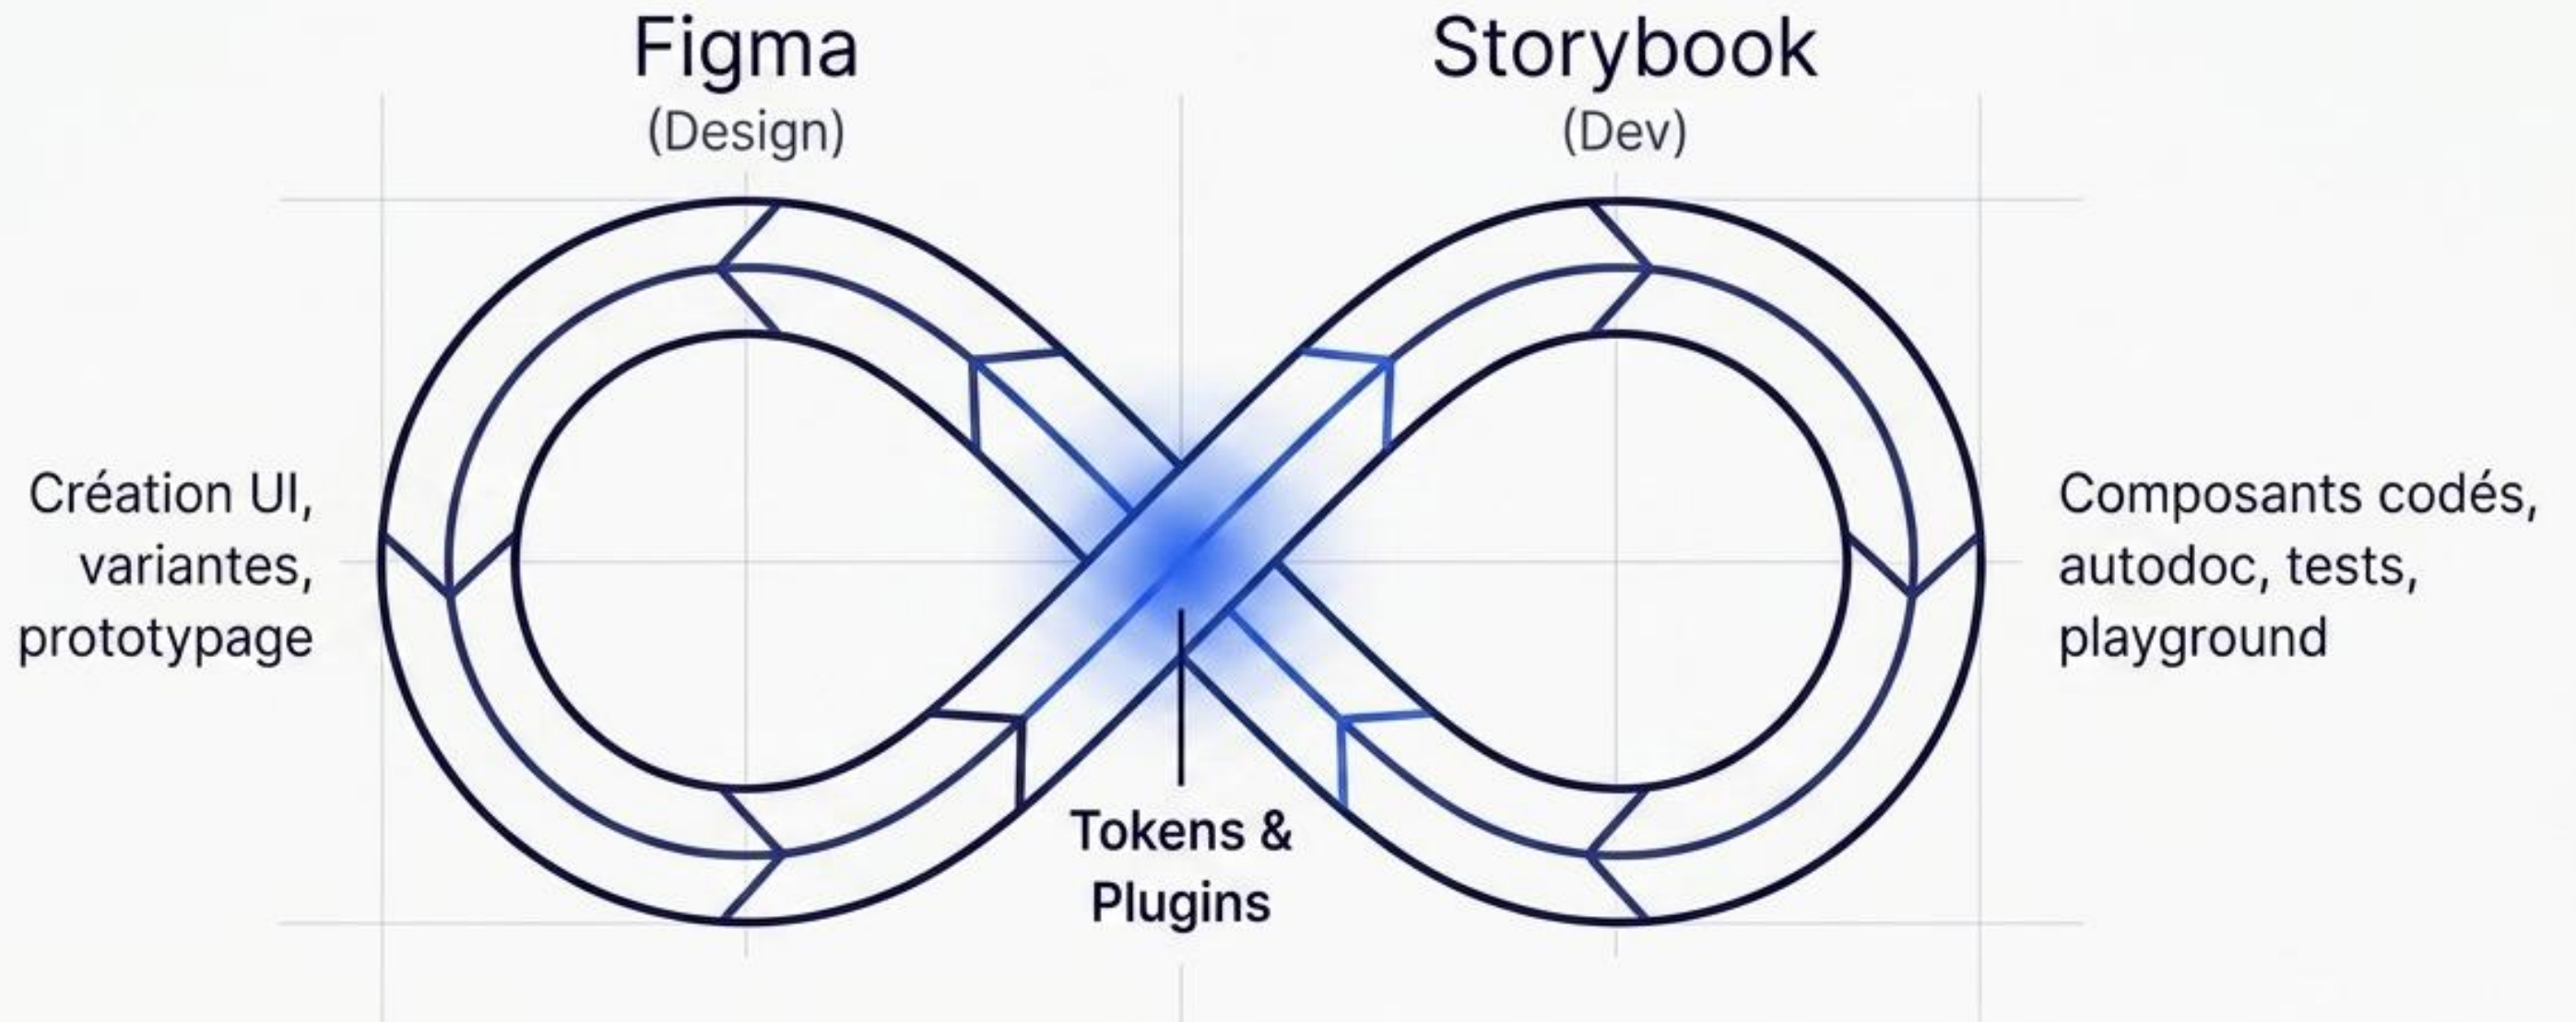 Figma
(Design)
Storybook
(Dev)
Création UI,
variantes,
prototypage
Composants codés,
autodoc, tests,
playground
Tokens &
Plugins